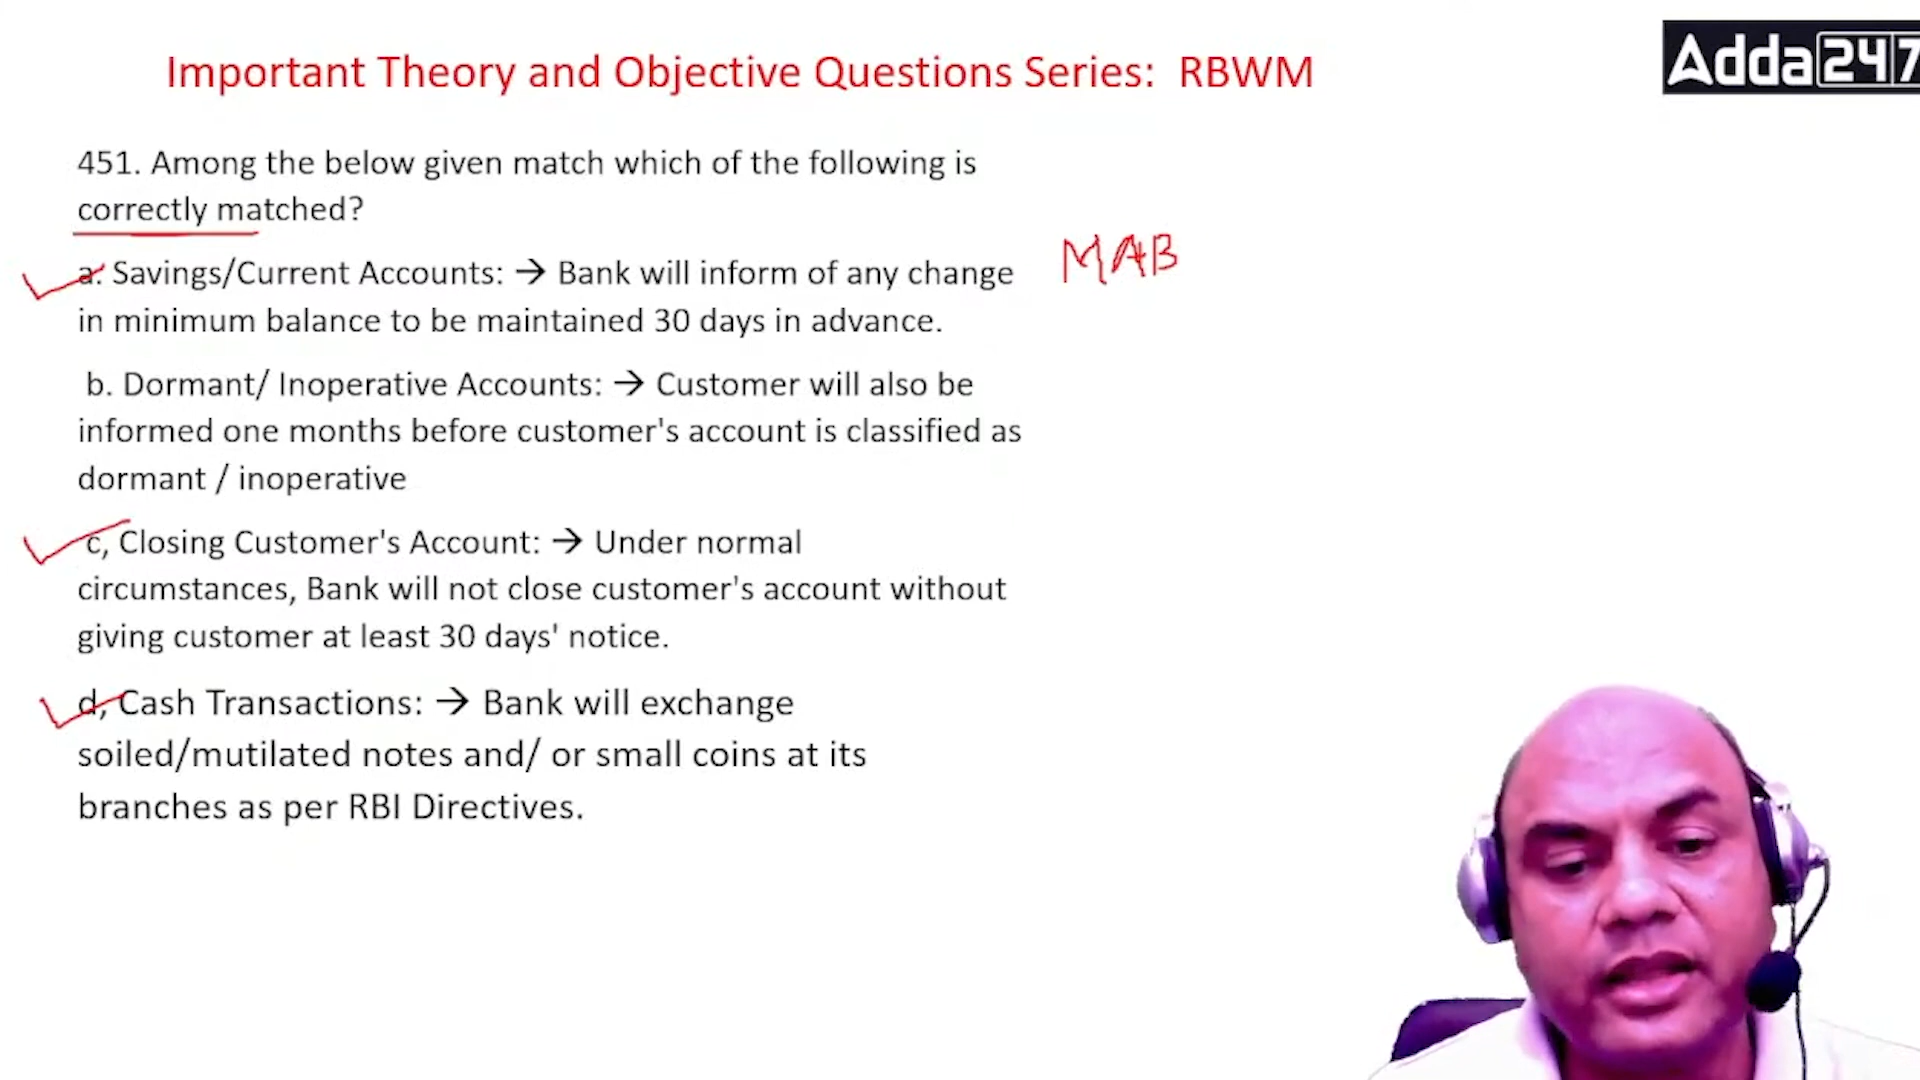 Important Theory and Objective Questions Series: RBWM
Adda247
451. Among the below given match which of the following is
correctly matched?
a. Savings/Current Accounts: → Bank will inform of any change
in minimum balance to be maintained 30 days in advance.
MAB
b. Dormant/ Inoperative Accounts: → Customer will also be
informed one months before customer's account is classified as
dormant / inoperative
c, Closing Customer's Account: → Under normal
circumstances, Bank will not close customer's account without
giving customer at least 30 days' notice.
d, Cash Transactions: → Bank will exchange
soiled/mutilated notes and/ or small coins at its
branches as per RBI Directives.